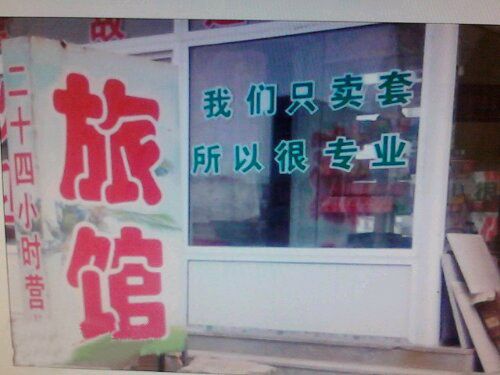 二十四小时营
旅馆
我们只卖套
所以很专业